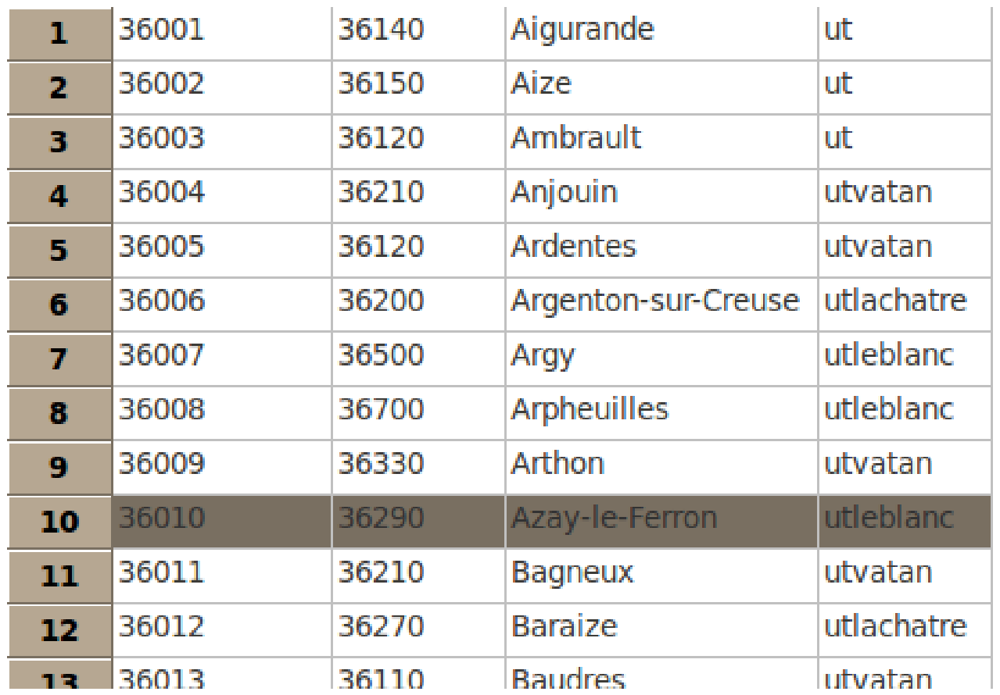 1 36001 36140 Aigurande ut
2 36002 36150 Aize ut
3 36003 36120 Ambrault ut
4 36004 36210 Anjouin utvatan
5 36005 36120 Ardentes utvatan
6 36006 36200 Argenton-sur-Creuse utlachatre
7 36007 36500 Argy utleblanc
8 36008 36700 Arpheuilles utleblanc
9 36009 36330 Arthon utvatan
10 36010 36290 Azay-le-Ferron utleblanc
11 36011 36210 Bagneux utvatan
12 36012 36270 Baraize utlachatre
13 36013 36110 Baudres utvatan